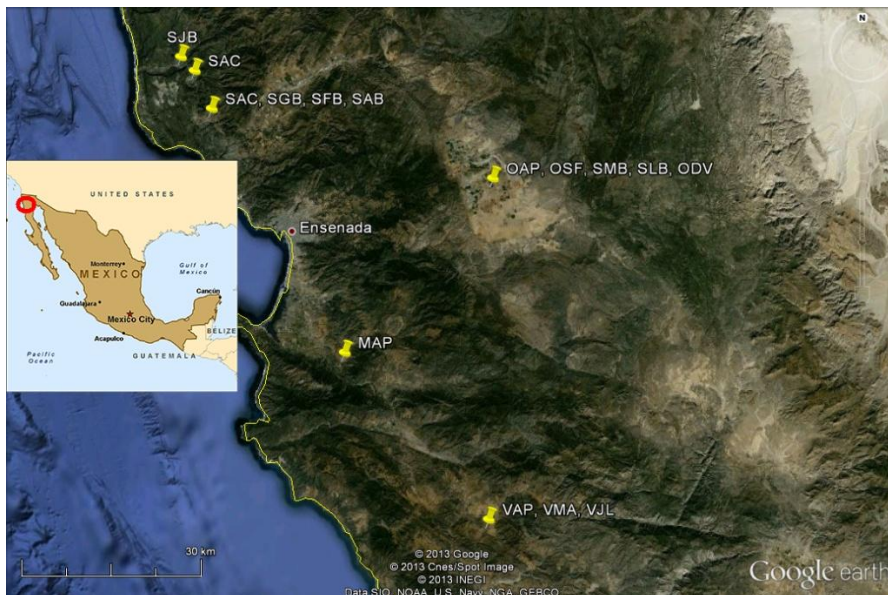 N
SJB
SAC
SAC, SGB, SFB, SAB
OAP, OSF, SMB, SLB, ODV
Ensenada
UNITED STATES
Monterrey
MEXICO
Gulf of
Mexico
Guadalajara
Mexico City
Cancún
BELIZE
Acapulco
GUATEMALA
Pacific
Ocean
MAP
VAP, VMA, VJL
30 km
© 2013 Google
© 2013 Cnes/Spot Image
© 2013 INEGI
Data SIO, NOAA, U.S. Navy, NGA, GEBCO
Google earth